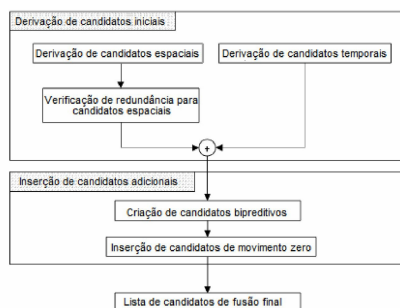 Derivação de candidatos iniciais
Derivação de candidatos espaciais
Derivação de candidatos temporais
Verificação de redundância para
candidatos espaciais
+
Inserção de candidatos adicionais
Criação de candidatos bipreditivos
Inserção de candidatos de movimento zero
Lista de candidatos de fusão final